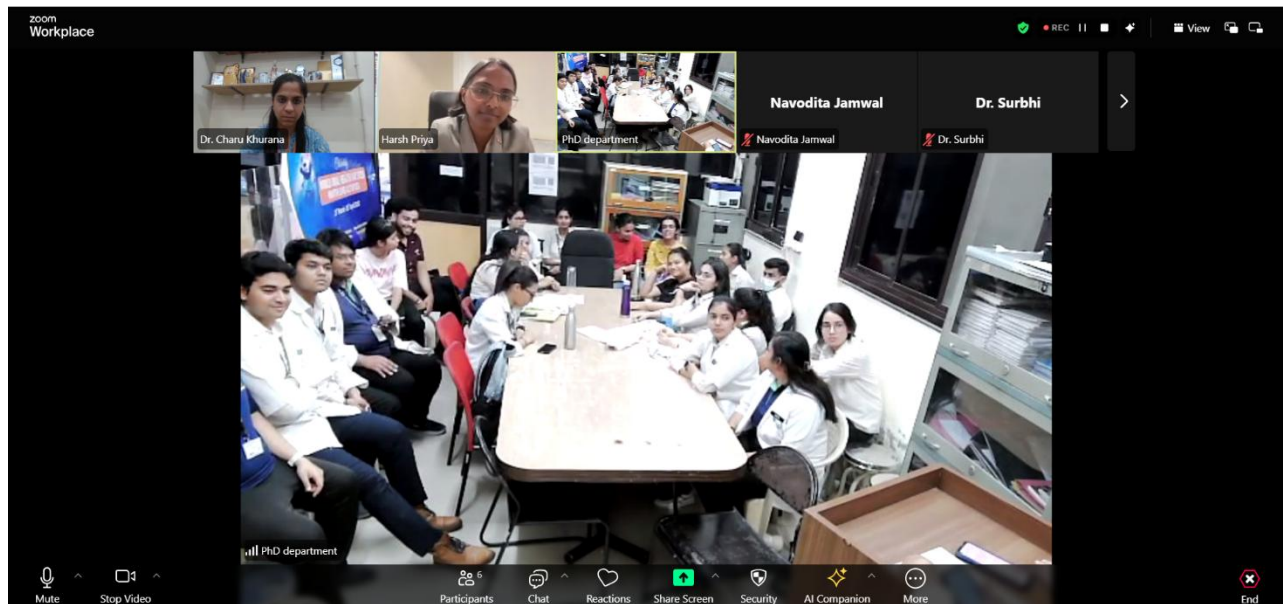 zoom
Workplace
REC
View
Dr. Charu Khurana
Harsh Priya
PhD department
Navodita Jamwal
Navodita Jamwal
Dr. Surbhi
Dr. Surbhi
PhD department
Mute
Stop Video
Participants
6
Chat
Reactions
Share Screen
Security
AI Companion
More
End